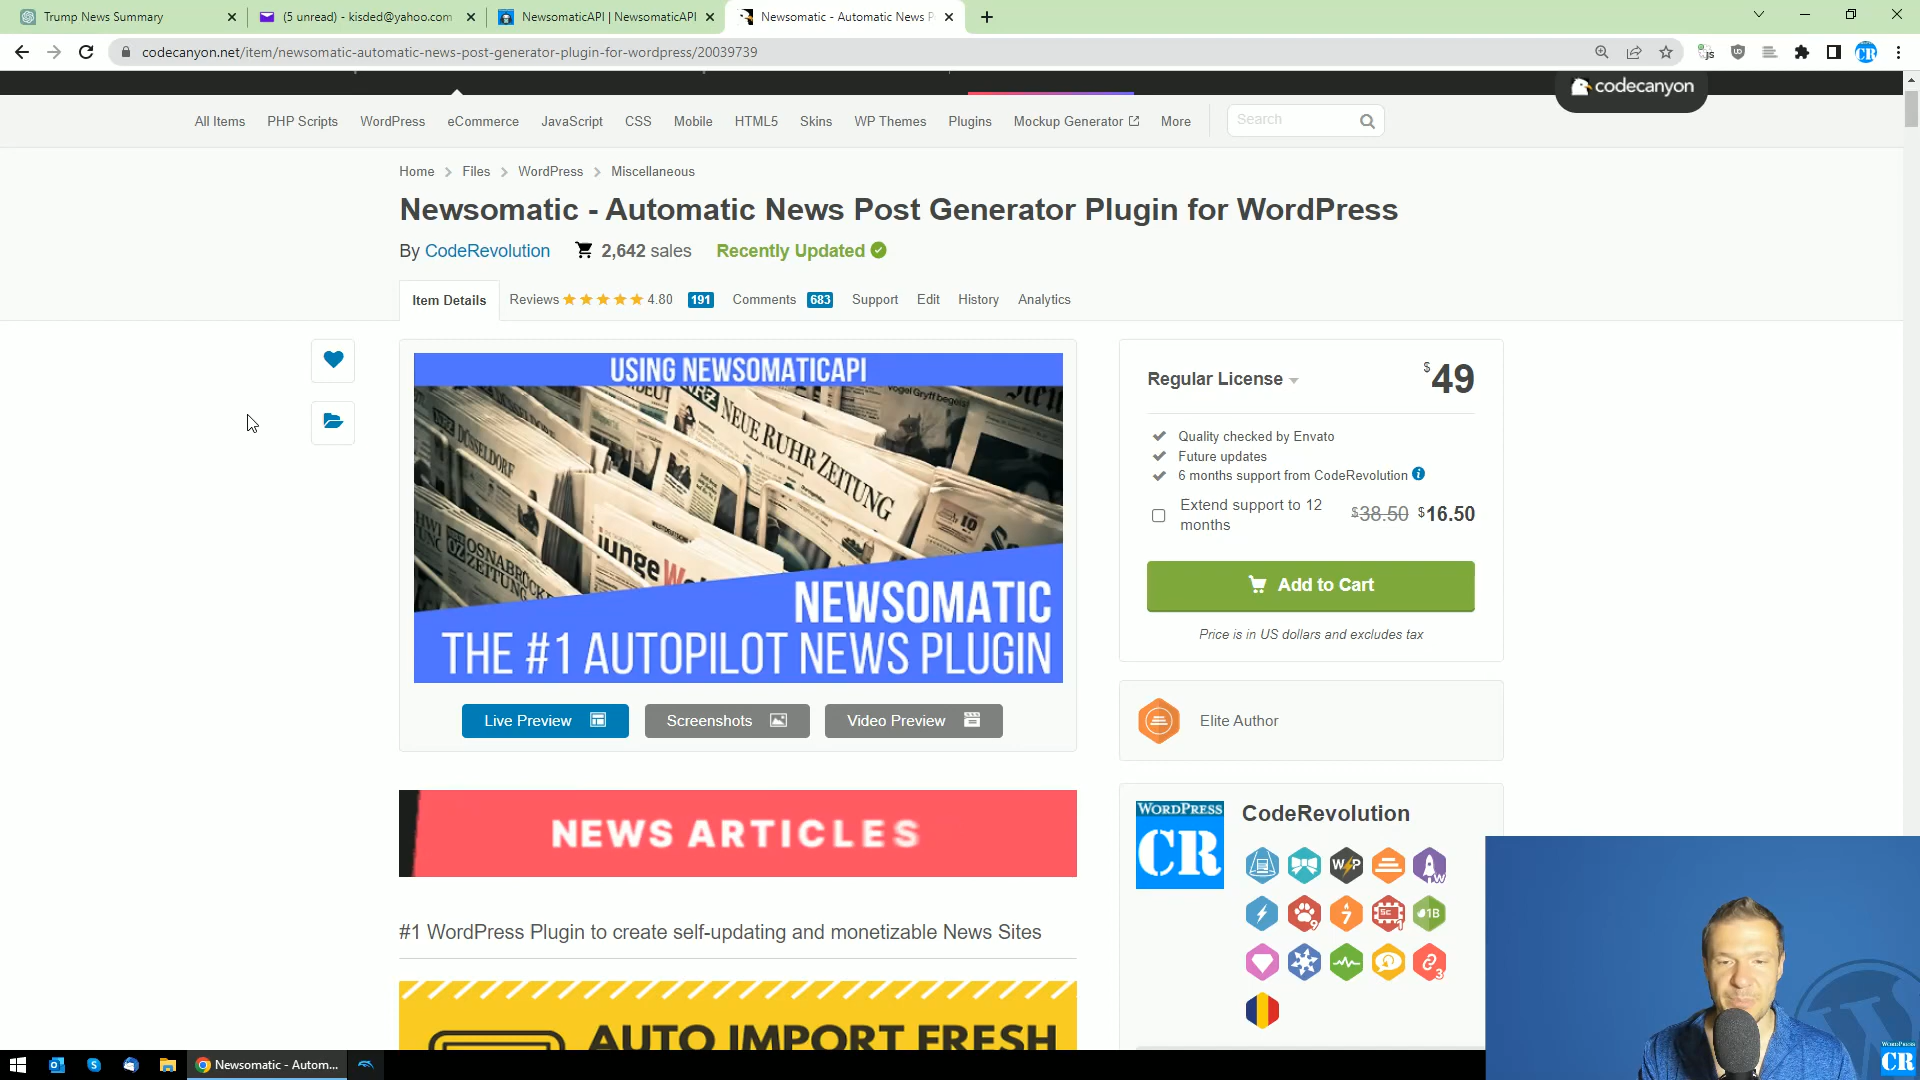 Trump News Summary
(5 unread) - kisded@yahoo.com
NewsomaticAPI | NewsomaticAPI
Newsomatic - Automatic News P
codecanyon.net/item/newsomatic-automatic-news-post-generator-plugin-for-wordpress/20039739
codecanyon
All Items PHP Scripts WordPress eCommerce JavaScript CSS Mobile HTML5 Skins WP Themes Plugins Mockup Generator More
Search
Home > Files > WordPress > Miscellaneous
Newsomatic - Automatic News Post Generator Plugin for WordPress
By CodeRevolution 2,642 sales Recently Updated
Item Details Reviews 4.80 191 Comments 683 Support Edit History Analytics
USING NEWSOMATICAPI
NEUE RUHR ZEITUNG
DÜSSELDORF
OSNABRÜCKE
ZEITUNG
junge We
NEWSOMATIC
THE #1 AUTOPILOT NEWS PLUGIN
Live Preview
Screenshots
Video Preview
Regular License
$49
Quality checked by Envato
Future updates
6 months support from CodeRevolution
Extend support to 12 months
$38.50 $16.50
Add to Cart
Price is in US dollars and excludes tax
Elite Author
WORDPRESS
CR
CodeRevolution
NEWS ARTICLES
#1 WordPress Plugin to create self-updating and monetizable News Sites
AUTO IMPORT FRESH
Newsomatic - Autom...
WORDPRESS
CR